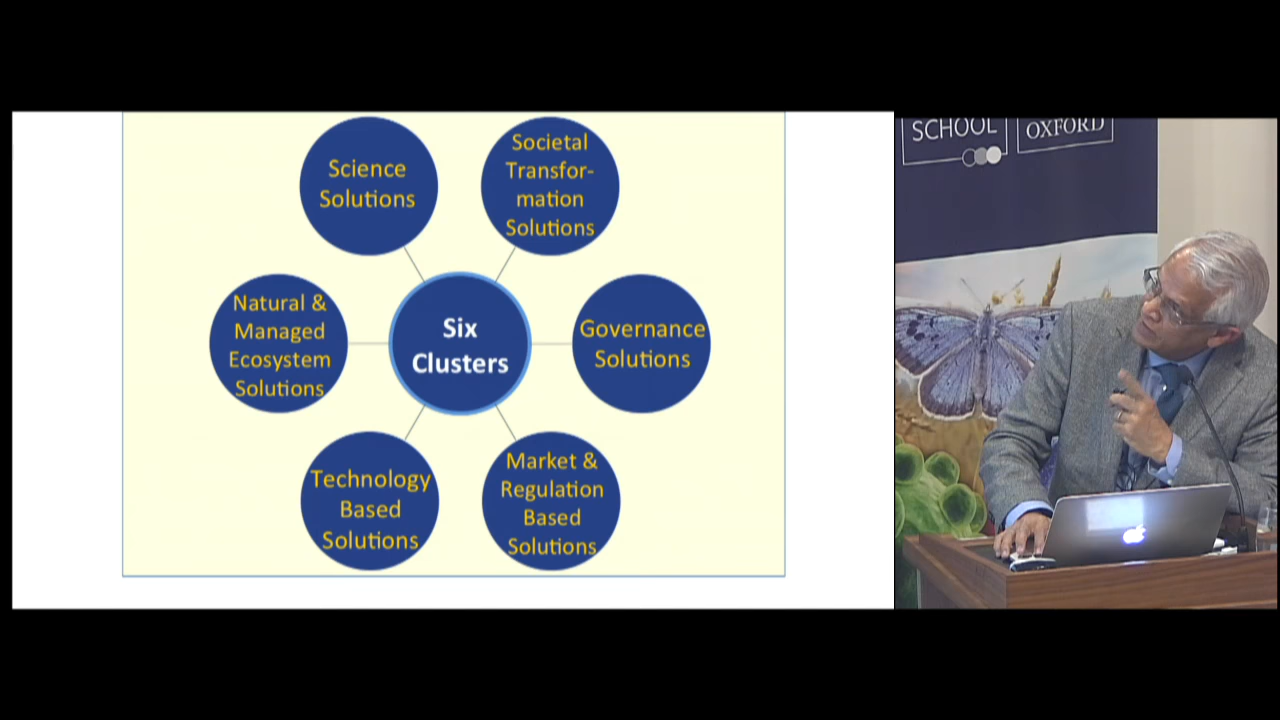 Science
Solutions
Societal
Transfor-
mation
Solutions
Natural &
Managed
Ecosystem
Solutions
Six
Clusters
Governance
Solutions
Technology
Based
Solutions
Market &
Regulation
Based
Solutions
SCHOOL
OXFORD